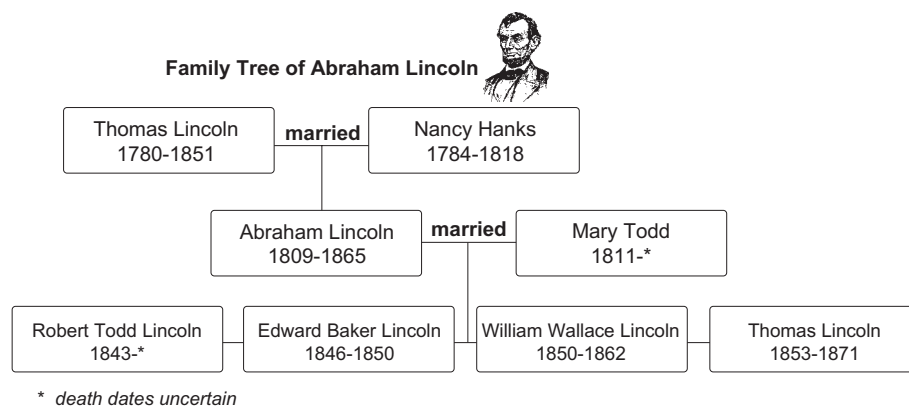 Family Tree of Abraham Lincoln
Thomas Lincoln
1780-1851
married
Nancy Hanks
1784-1818
Abraham Lincoln
1809-1865
married
Mary Todd
1811-*
Robert Todd Lincoln
1843-*
Edward Baker Lincoln
1846-1850
William Wallace Lincoln
1850-1862
Thomas Lincoln
1853-1871
* death dates uncertain